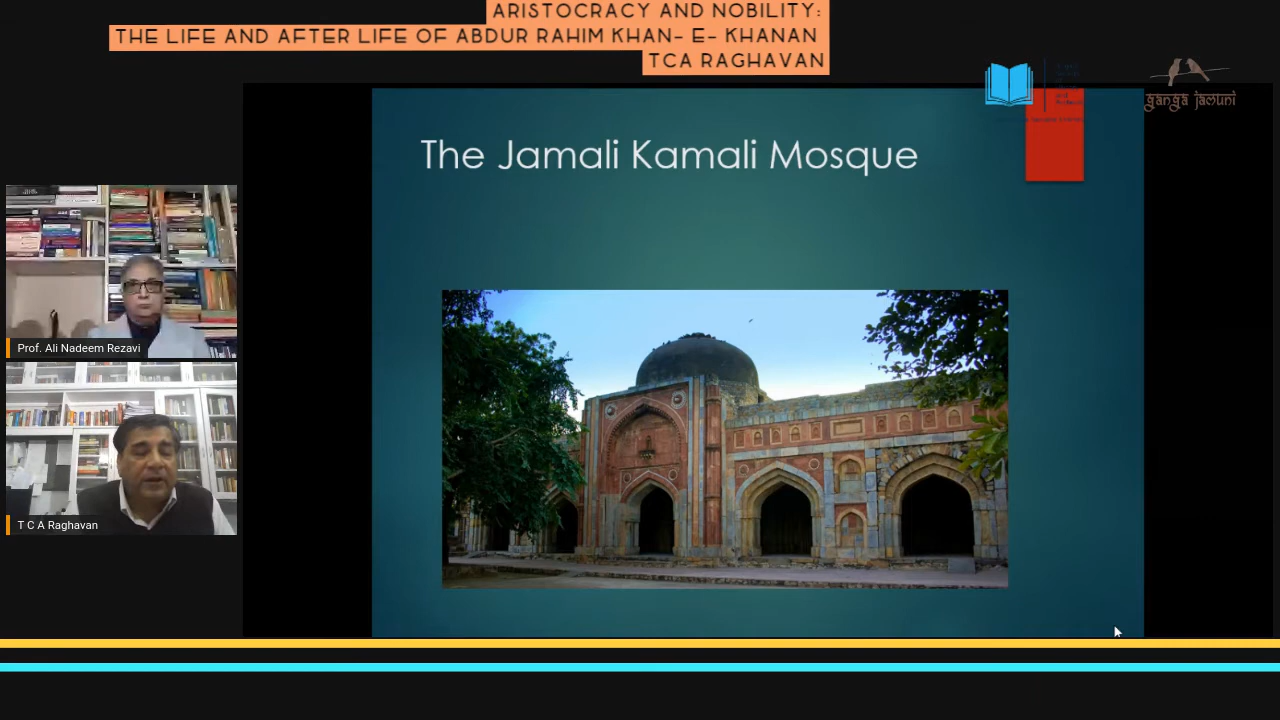 ARISTOCRACY AND NOBILITY:
THE LIFE AND AFTER LIFE OF ABDUR RAHIM KHAN- E- KHANAN
TCA RAGHAVAN
ganga jamuni
The Jamali Kamali Mosque
Prof. Ali Nadeem Rezavi
T C A Raghavan